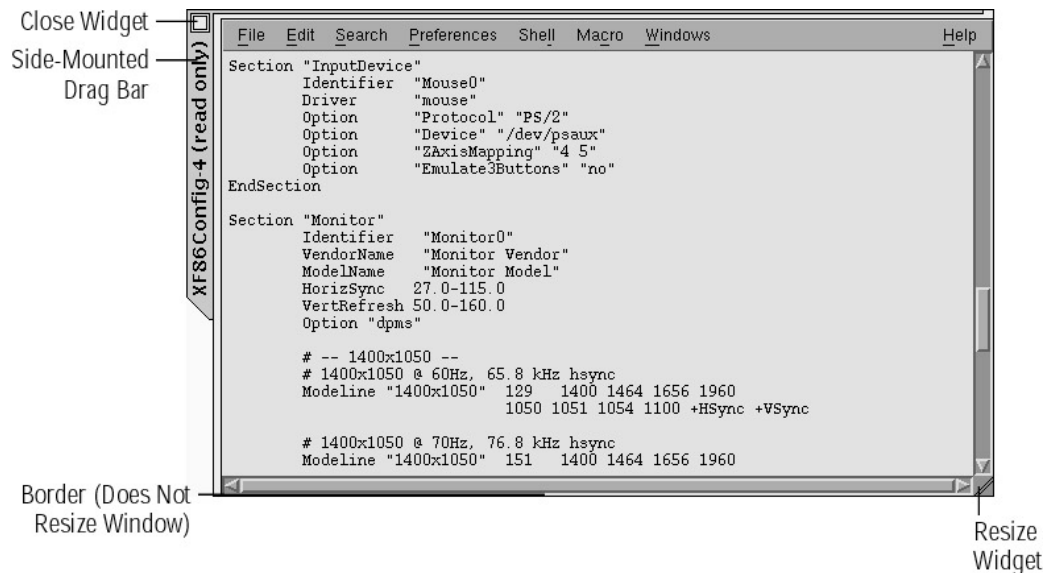 Close Widget
Side-Mounted
Drag Bar
XF86Config-4 (read only)
File Edit Search Preferences Shell Macro Windows Help
Section "InputDevice"
Identifier "Mouse0"
Driver "mouse"
Option "Protocol" "PS/2"
Option "Device" "/dev/psaux"
Option "ZAxisMapping" "4 5"
Option "Emulate3Buttons" "no"
EndSection
Section "Monitor"
Identifier "Monitor0"
VendorName "Monitor Vendor"
ModelName "Monitor Model"
HorizSync 27.0-115.0
VertRefresh 50.0-160.0
Option "dpms"
# -- 1400x1050 --
# 1400x1050 @ 60Hz, 65.8 kHz hsync
Modeline "1400x1050" 129 1400 1464 1656 1960
1050 1051 1054 1100 +HSync +VSync
# 1400x1050 @ 70Hz, 76.8 kHz hsync
Modeline "1400x1050" 151 1400 1464 1656 1960
Border (Does Not
Resize Window)
Resize
Widget